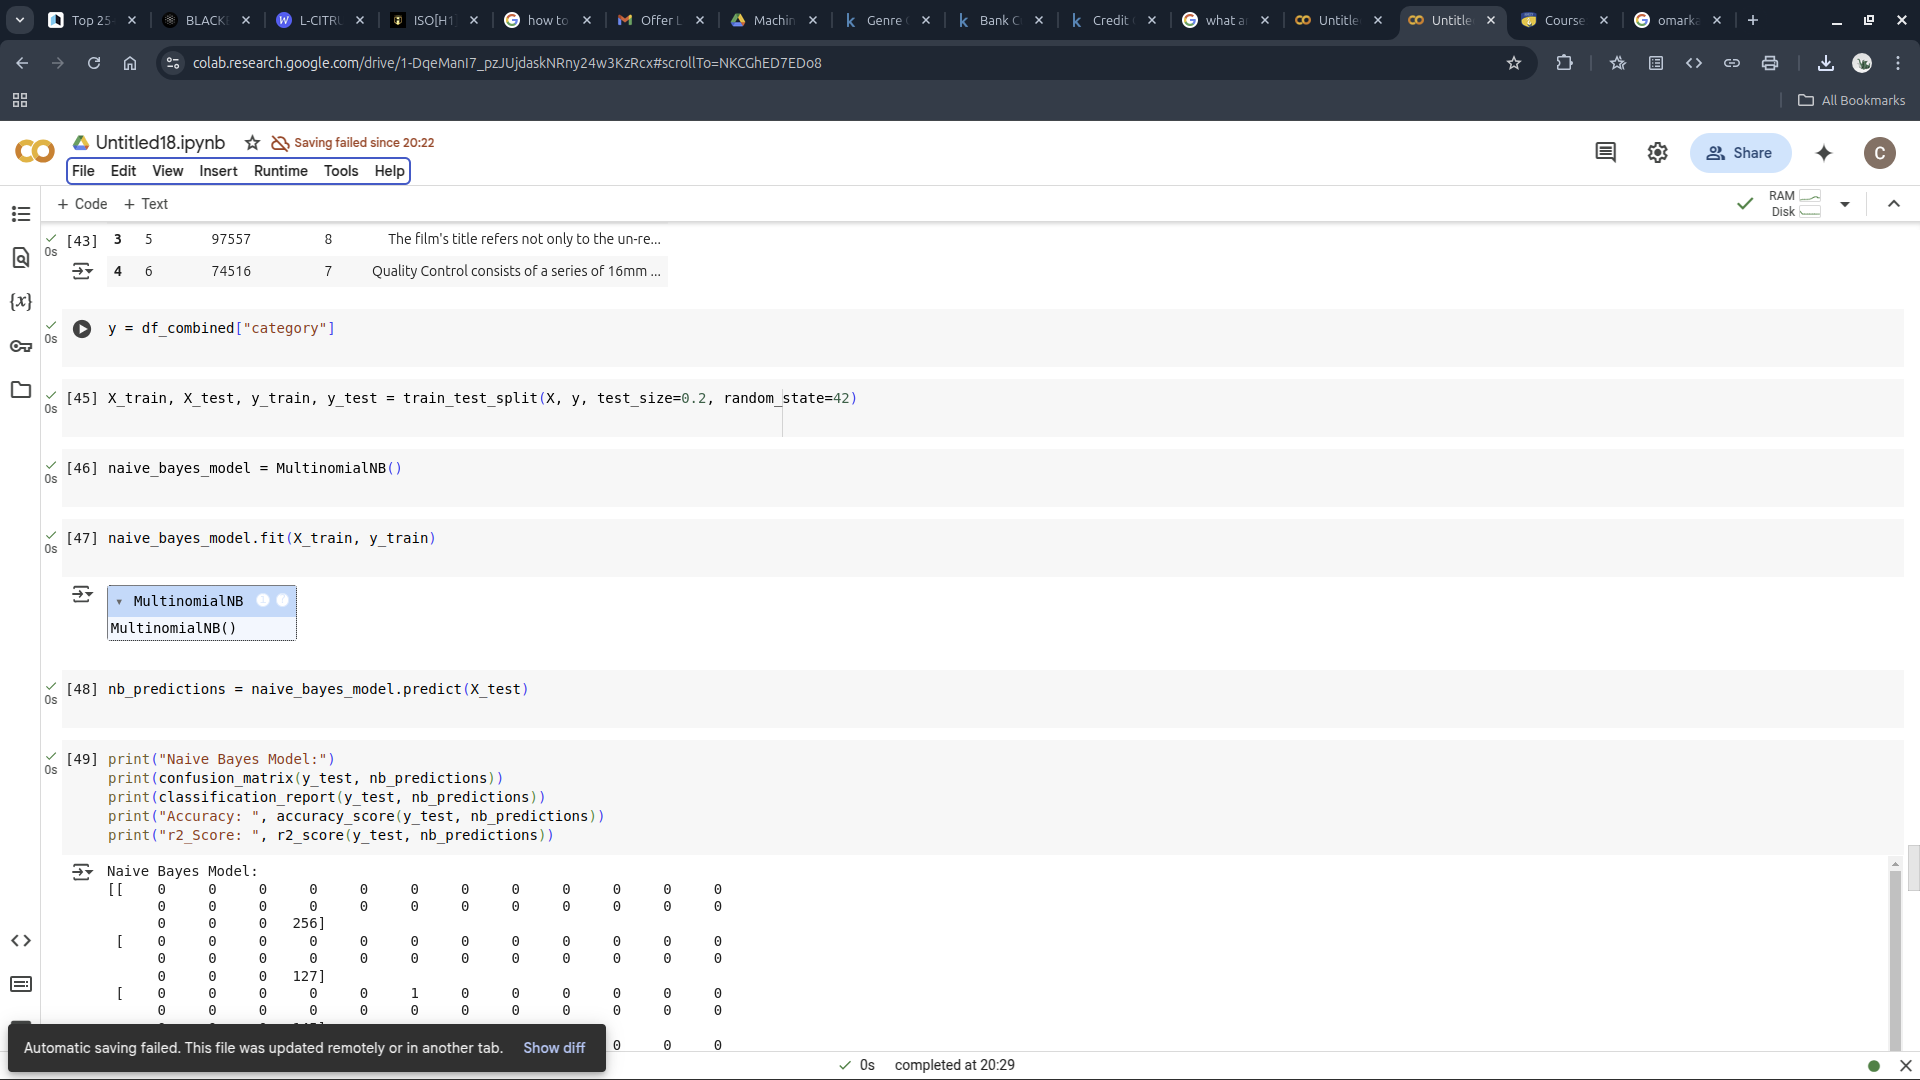 Top 25
BLACK
L-CITRU
ISO[H1
how to
Offer L
Machin
Genre
Bank C
Credit
what a
Untitle
Untitle
Course
omarka
colab.research.google.com/drive/1-DqeManI7_pzJUjdaskNRny24w3KzRcx#scrollTo=NKCGhED7EDo8
All Bookmarks
Untitled18.ipynb
Saving failed since 20:22
File Edit View Insert Runtime Tools Help
Share
C
+ Code + Text
RAM
Disk
[43] 3 5 97557 8 The film's title refers not only to the un-re...
0s
4 6 74516 7 Quality Control consists of a series of 16mm ...
y = df_combined["category"]
0s
[45] X_train, X_test, y_train, y_test = train_test_split(X, y, test_size=0.2, random_state=42)
0s
[46] naive_bayes_model = MultinomialNB()
0s
[47] naive_bayes_model.fit(X_train, y_train)
0s
MultinomialNB
MultinomialNB()
[48] nb_predictions = naive_bayes_model.predict(X_test)
0s
[49] print("Naive Bayes Model:")
0s
print(confusion_matrix(y_test, nb_predictions))
print(classification_report(y_test, nb_predictions))
print("Accuracy: ", accuracy_score(y_test, nb_predictions))
print("r2_Score: ", r2_score(y_test, nb_predictions))
Naive Bayes Model:
[[ 0 0 0 0 0 0 0 0 0 0 0 0
0 0 0 0 0 0 0 0 0 0 0 0
0 0 0 256]
[ 0 0 0 0 0 0 0 0 0 0 0 0
0 0 0 0 0 0 0 0 0 0 0 0
0 0 0 127]
[ 0 0 0 0 0 1 0 0 0 0 0 0
0 0 0 0 0 0 0 0 0 0 0 0
0 0 0
Automatic saving failed. This file was updated remotely or in another tab. Show diff
0s completed at 20:29